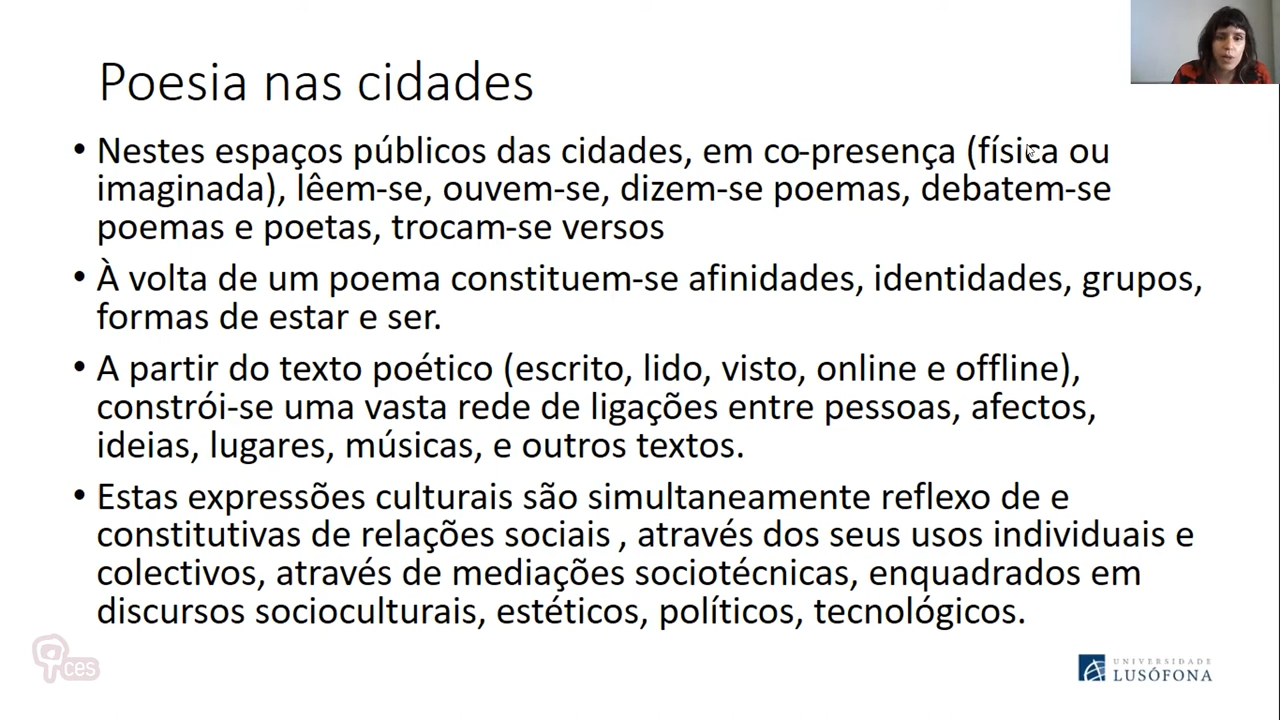 Poesia nas cidades
• Nestes espaços públicos das cidades, em co-presença (física ou
imaginada), lêem-se, ouvem-se, dizem-se poemas, debatem-se
poemas e poetas, trocam-se versos
• À volta de um poema constituem-se afinidades, identidades, grupos,
formas de estar e ser.
• A partir do texto poético (escrito, lido, visto, online e offline),
constrói-se uma vasta rede de ligações entre pessoas, afectos,
ideias, lugares, músicas, e outros textos.
• Estas expressões culturais são simultaneamente reflexo de e
constitutivas de relações sociais , através dos seus usos individuais e
colectivos, através de mediações sociotécnicas, enquadrados em
discursos socioculturais, estéticos, políticos, tecnológicos.
ces
UNIVERSIDADE
LUSÓFONA